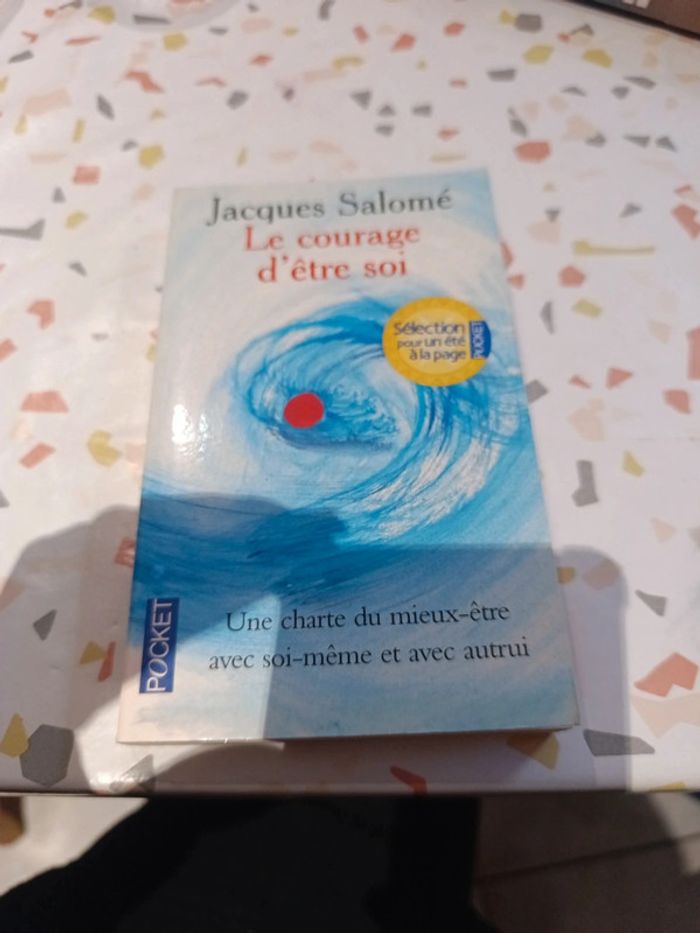 Jacques Salomé
Le courage
d'être soi
Sélection
pour un été
à la page
POCKET
POCKET
Une charte du mieux-être
avec soi-même et avec autrui